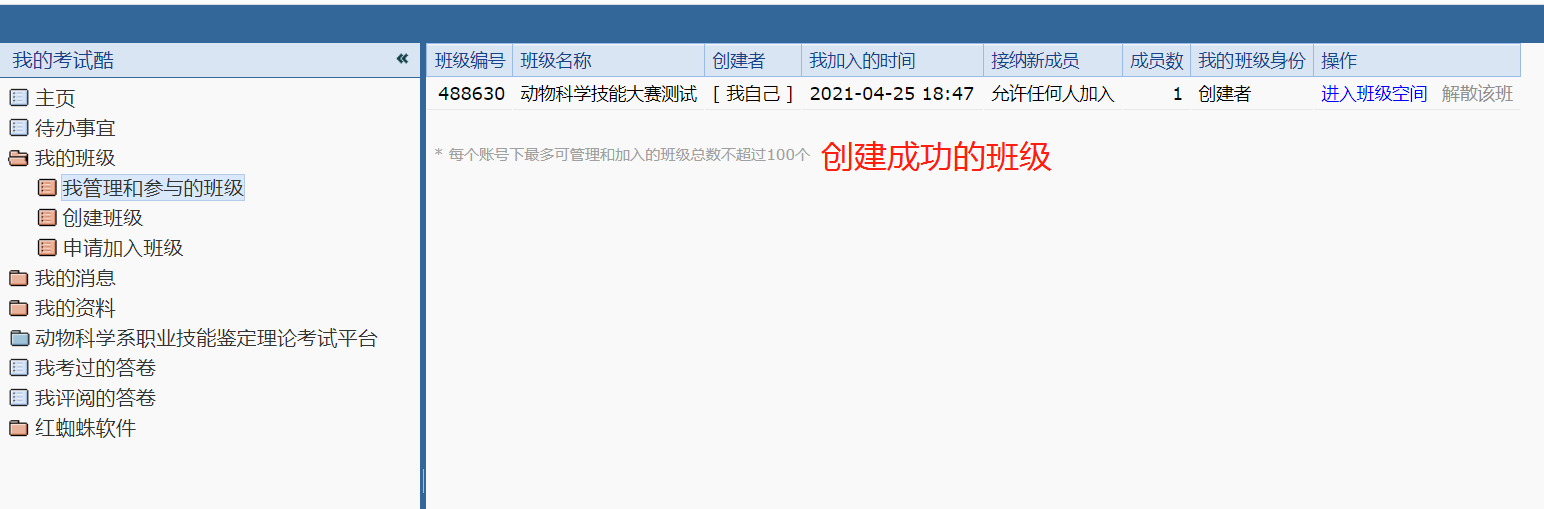 我的考试酷 «
主页
待办事宜
我的班级
我管理和参与的班级
创建班级
申请加入班级
我的消息
我的资料
动物科学系职业技能鉴定理论考试平台
我考过的答卷
我评阅的答卷
红蜘蛛软件
班级编号 班级名称 创建者 我加入的时间 接纳新成员 成员数 我的班级身份 操作
488630 动物科学技能大赛测试 [ 我自己 ] 2021-04-25 18:47 允许任何人加入 1 创建者 进入班级空间 解散该班
* 每个账号下最多可管理和加入的班级总数不超过100个 创建成功的班级